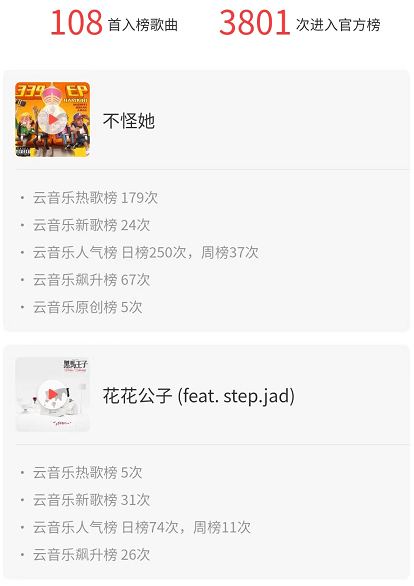 108 首入榜歌曲 3801 次进入官方榜
339 EP
不怪她
· 云音乐热歌榜 179次
· 云音乐新歌榜 24次
· 云音乐人气榜 日榜250次，周榜37次
· 云音乐飙升榜 67次
· 云音乐原创榜 5次
黑馬王子
花花公子 (feat. step.jad)
· 云音乐热歌榜 5次
· 云音乐新歌榜 31次
· 云音乐人气榜 日榜74次，周榜11次
· 云音乐飙升榜 26次